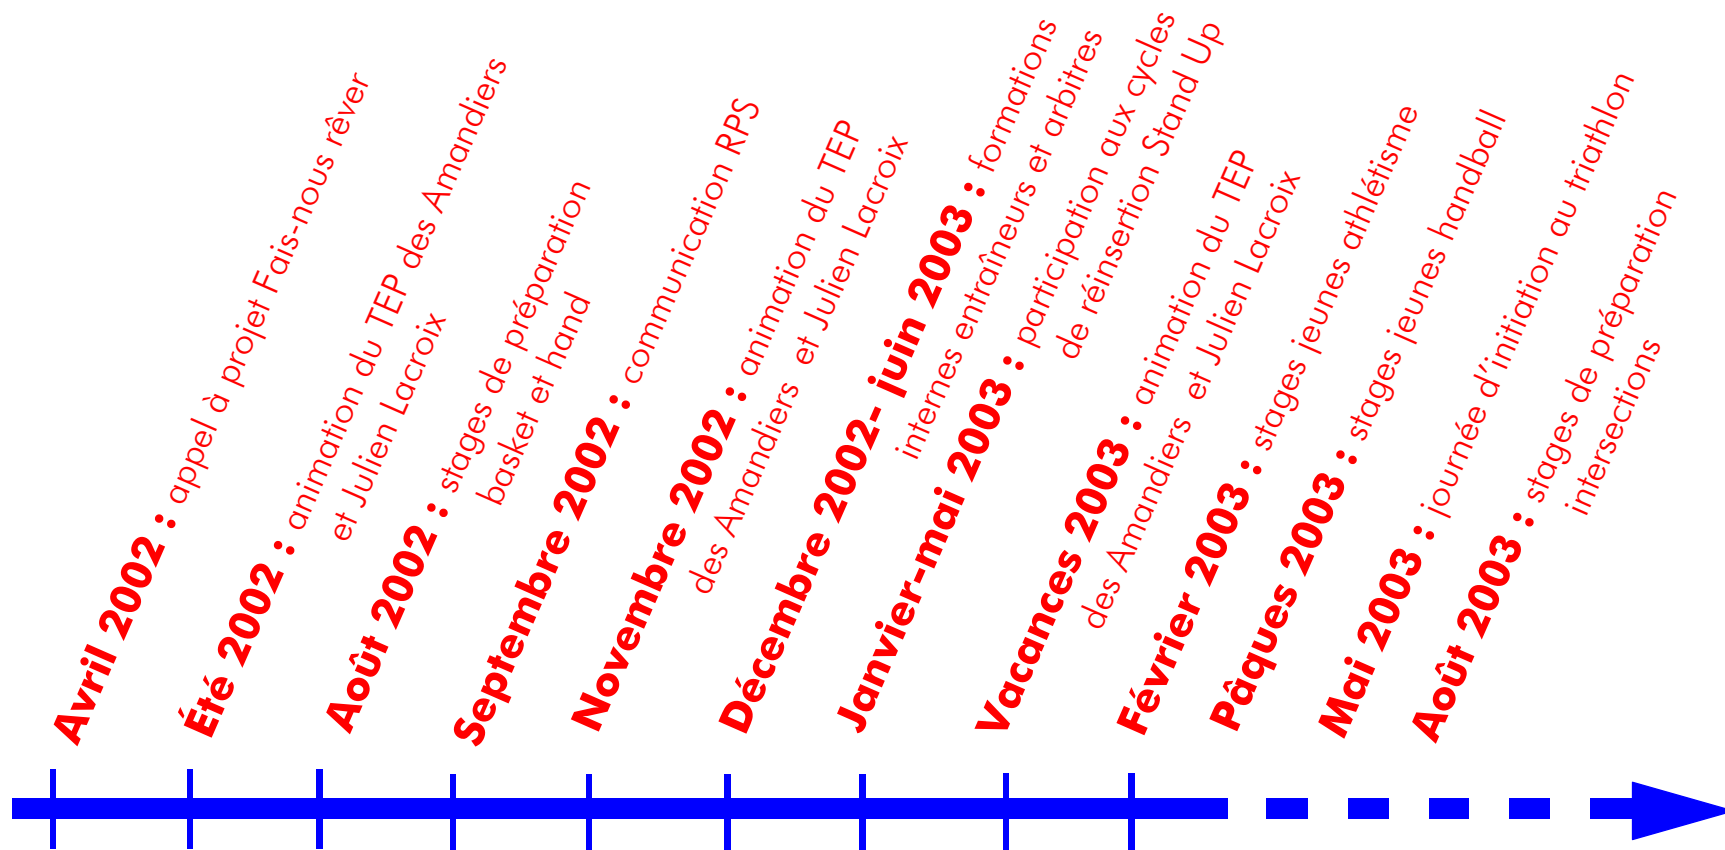 Avril 2002 : appel à projet Fais-nous rêver
Été 2002 : animation du TEP des Amandiers
et Julien Lacroix
Août 2002 : stages de préparation
basket et hand
Septembre 2002 : communication RPS
Novembre 2002 : animation du TEP
des Amandiers et Julien Lacroix
Décembre 2002- juin 2003 : formations
internes entraîneurs et arbitres
Janvier-mai 2003 : participation aux cycles
de réinsertion Stand Up
Vacances 2003 : animation du TEP
des Amandiers et Julien Lacroix
Février 2003 : stages jeunes athlétisme
Pâques 2003 : stages jeunes handball
Mai 2003 : journée d'initiation au triathlon
Août 2003 : stages de préparation
intersections